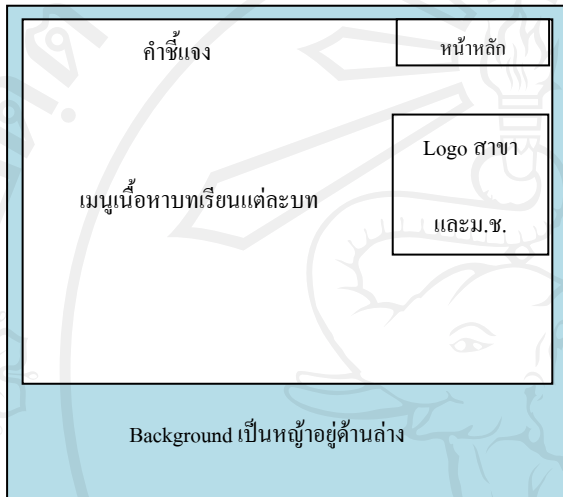 คำชี้แจง
หน้าหลัก
Logo สาขา
และม.ช.
เมนูเนื้อหาบทเรียนแต่ละบท
Background เป็นหญ้าอยู่ด้านล่าง